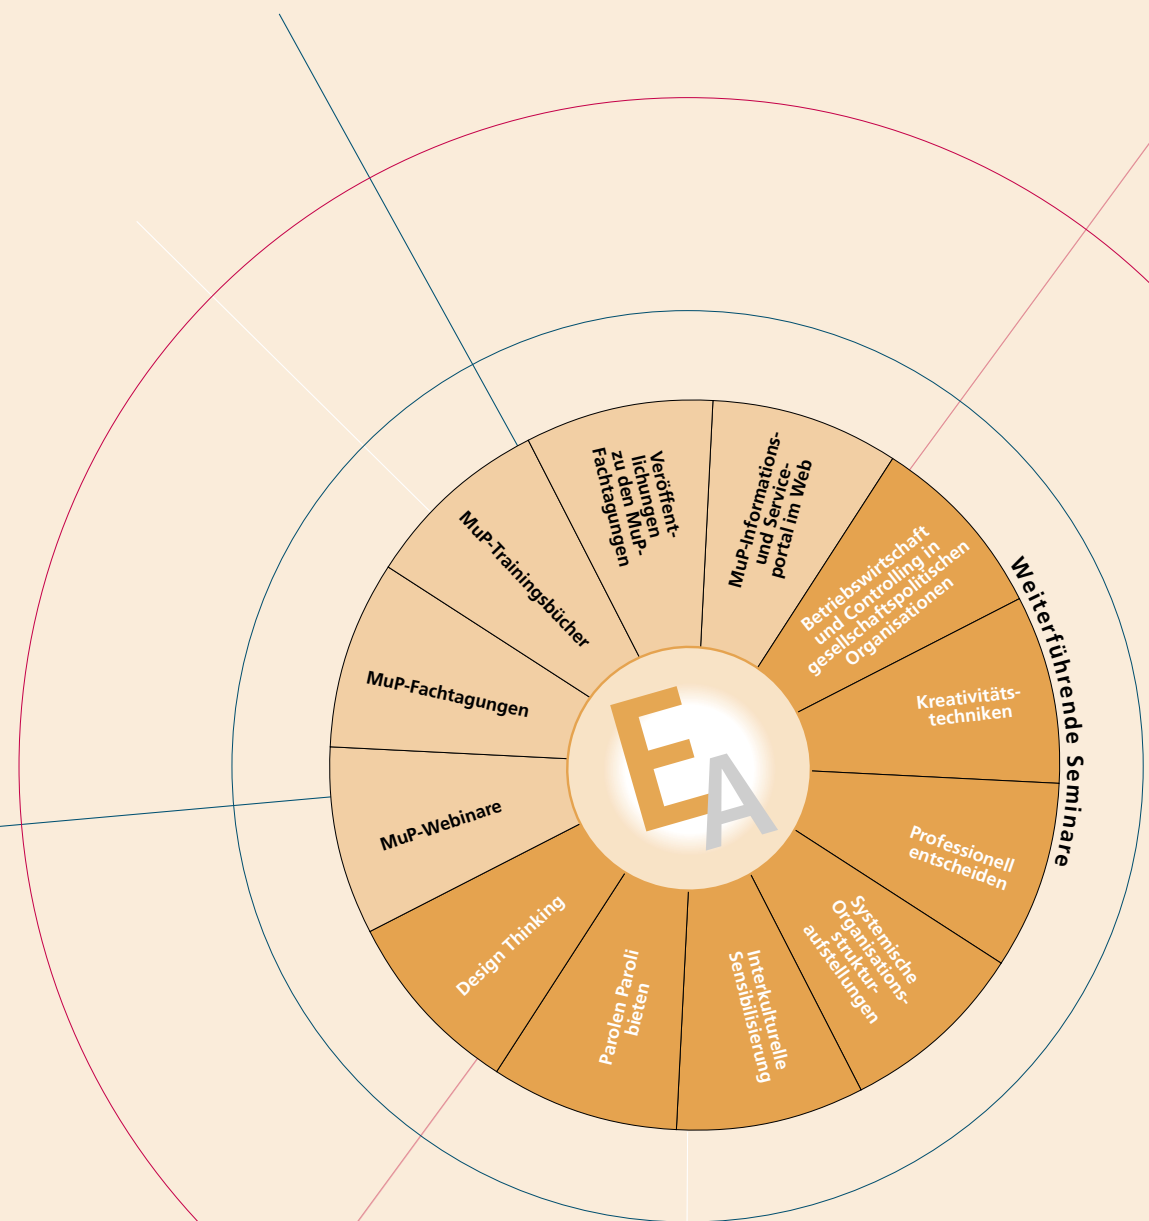 Veröffent-
lichungen
zu den MuP-
Fachtagungen
MuP-Informations-
und Service-
portal im Web
Betriebswirtschaft
und Controlling in
gesellschaftspolitischen
Organisationen
Weiterführende Seminare
Kreativitäts-
techniken
Professionell
entscheiden
Systemische
Organisations-
struktur-
aufstellungen
Interkulturelle
Sensibilisierung
Parolen Paroli
bieten
Design Thinking
MuP-Webinare
MuP-Fachtagungen
MuP-Trainingsbücher
EA